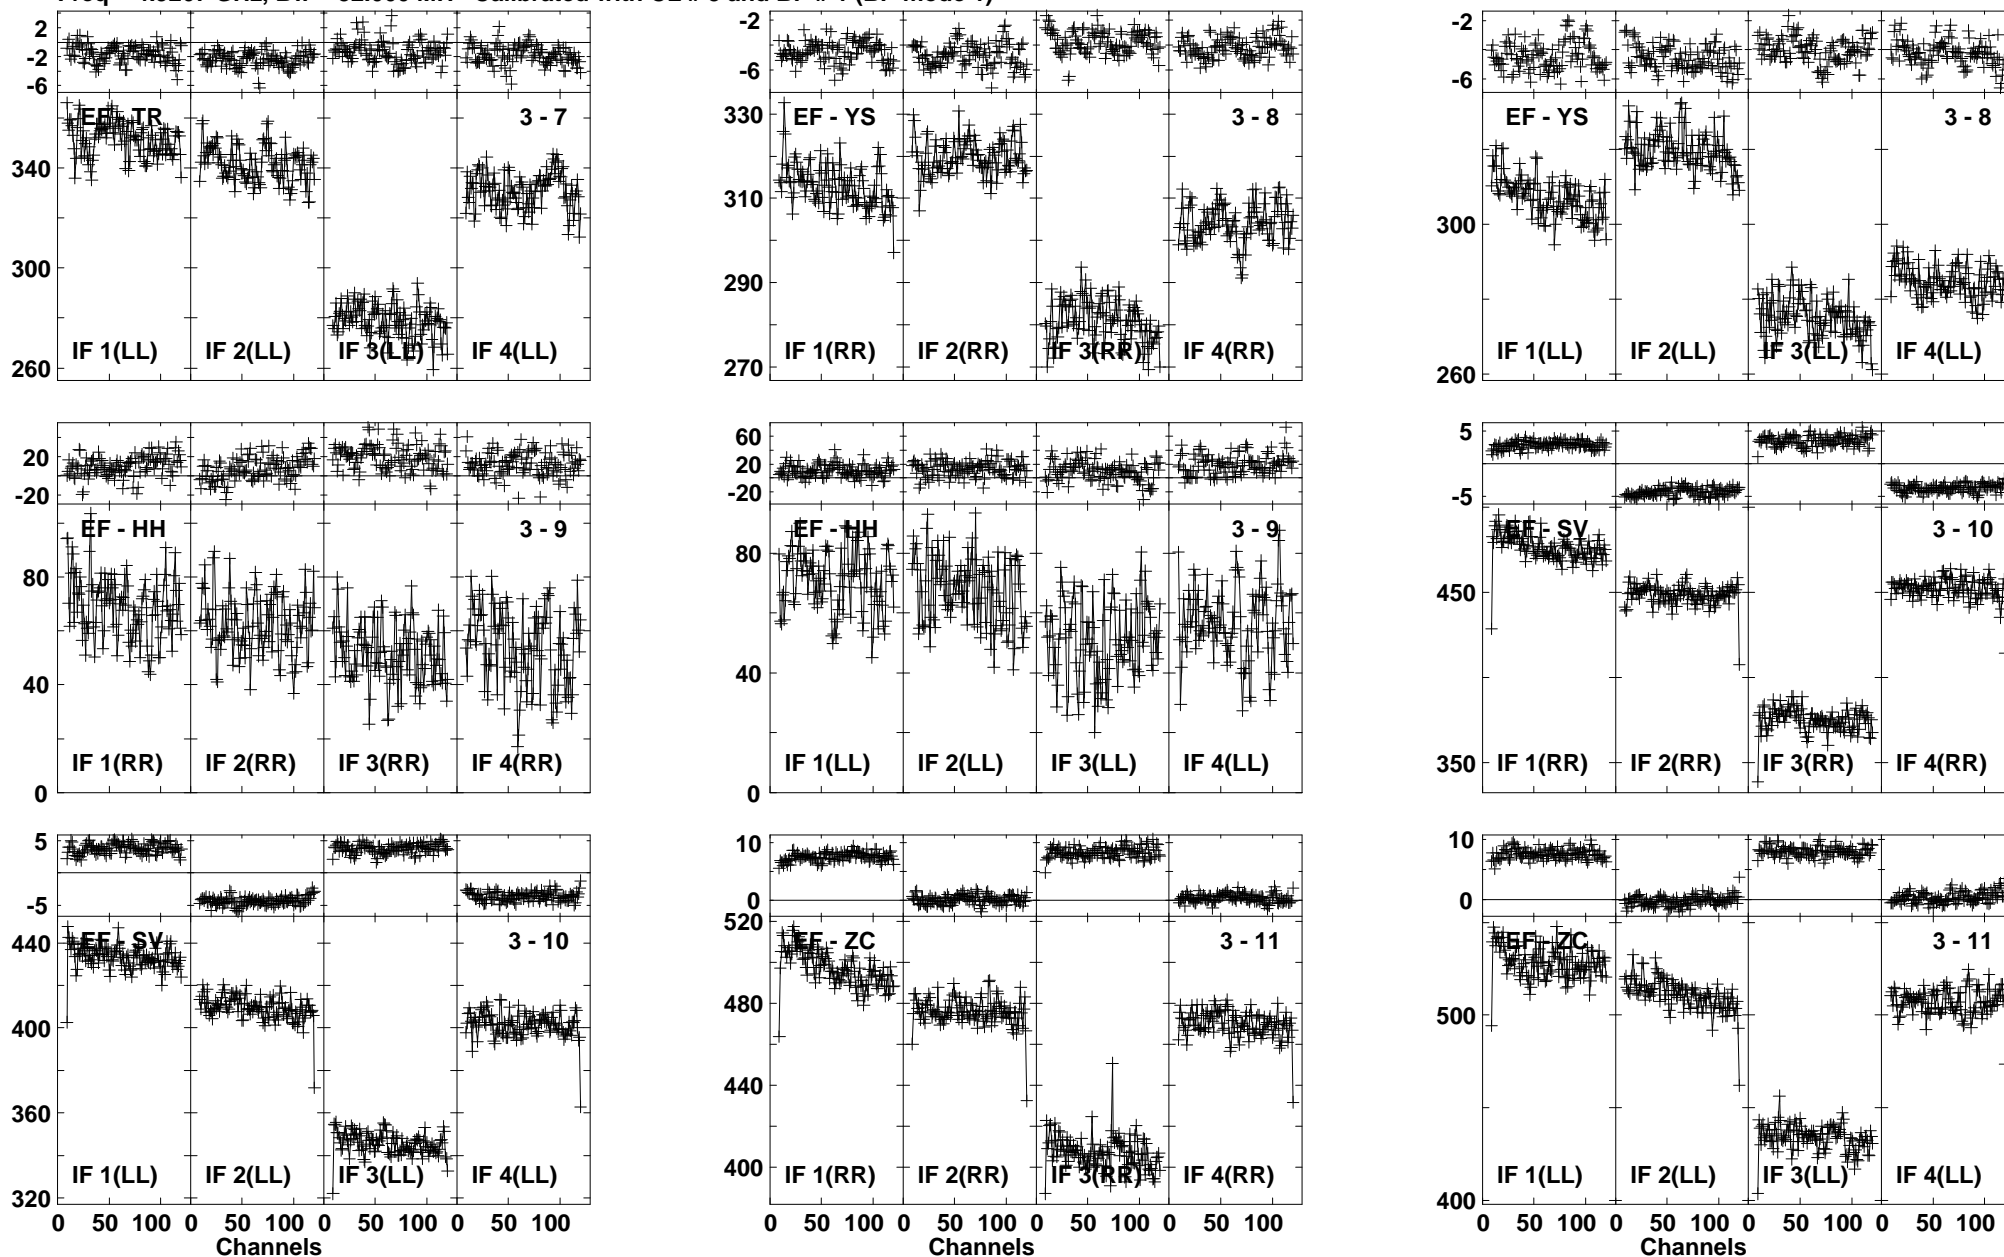 2 -2 -6 EF - TR 3 - 7 340 300 260 IF 1(LL) IF 2(LL) IF 3(LL) IF 4(LL)
-2 -6 330 EF - YS 3 - 8 310 290 270 IF 1(RR) IF 2(RR) IF 3(RR) IF 4(RR)
-2 -6 EF - YS 3 - 8 300 260 IF 1(LL) IF 2(LL) IF 3(LL) IF 4(LL)
20 -20 EF - HH 3 - 9 80 40 0 IF 1(RR) IF 2(RR) IF 3(RR) IF 4(RR)
60 20 -20 EF - HH 3 - 9 80 40 0 IF 1(LL) IF 2(LL) IF 3(LL) IF 4(LL)
5 -5 EF - SV 3 - 10 450 350 IF 1(RR) IF 2(RR) IF 3(RR) IF 4(RR)
5 -5 440 EF - SV 3 - 10 400 360 320 IF 1(LL) IF 2(LL) IF 3(LL) IF 4(LL)
0 50 100 0 50 100 0 50 100 0 50 100
Channels
10 0 520 EF - ZC 3 - 11 480 440 400 IF 1(RR) IF 2(RR) IF 3(RR) IF 4(RR)
0 50 100 0 50 100 0 50 100 0 50 100
Channels
10 0 EF - ZC 3 - 11 500 400 IF 1(LL) IF 2(LL) IF 3(LL) IF 4(LL)
0 50 100 0 50 100 0 50 100 0 50 100